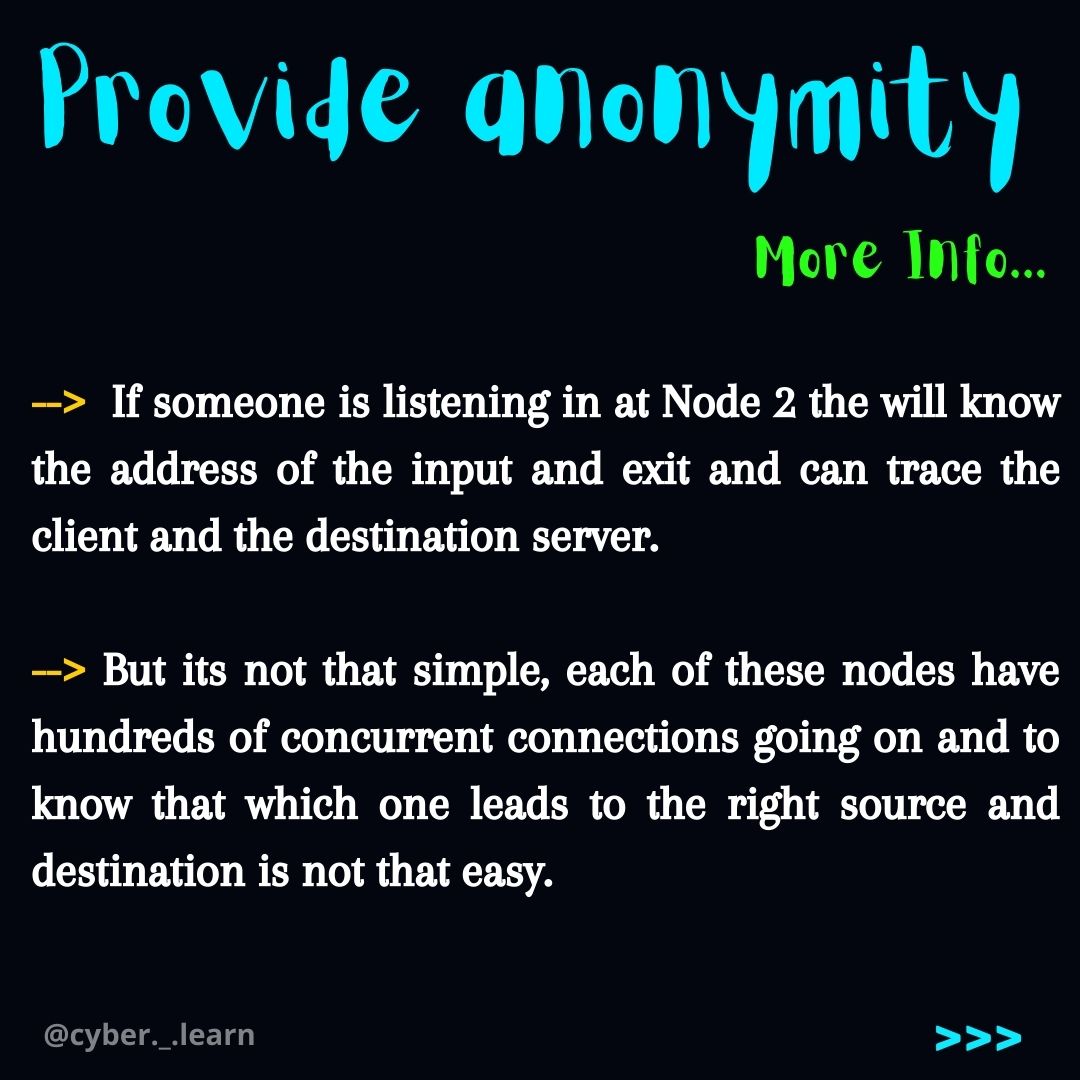 Provide anonymity
More Info...
--> If someone is listening in at Node 2 the will know
the address of the input and exit and can trace the
client and the destination server.
--> But its not that simple, each of these nodes have
hundreds of concurrent connections going on and to
know that which one leads to the right source and
destination is not that easy.
@cyber._.learn
>>>